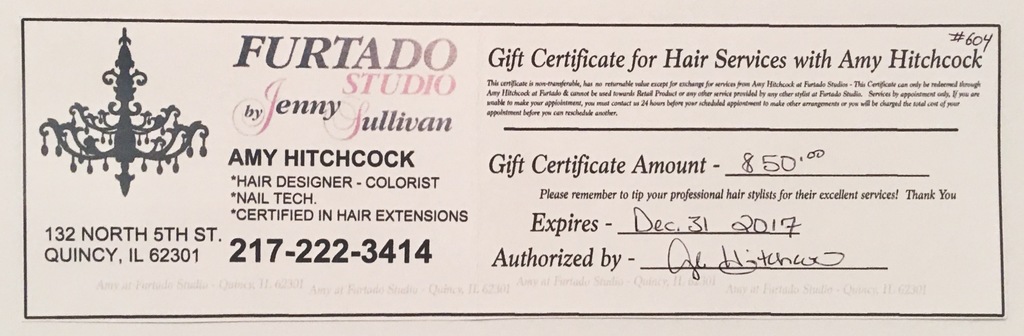 FURTADO
STUDIO
by Jenny Sullivan
AMY HITCHCOCK
*HAIR DESIGNER - COLORIST
*NAIL TECH.
*CERTIFIED IN HAIR EXTENSIONS
132 NORTH 5TH ST.
QUINCY, IL 62301
217-222-3414
#604
Gift Certificate for Hair Services with Amy Hitchcock
This certificate is non-transferable, has no returnable value except for exchange for services from Amy Hitchcock at Furtado Studios - This Certificate can only be redeemed through
Amy Hitchcock at Furtado & cannot be used towards Retail Product or any other service provided by any other stylist at Furtado Studio. Services by appointment only, If you are
unable to make your appointment, you must contact us 24 hours before your scheduled appointment to make other arrangements or you will be charged the total cost of your
appointment before you can reschedule another.
Gift Certificate Amount - $50.00
Please remember to tip your professional hair stylists for their excellent services! Thank You
Expires - Dec. 31 2017
Authorized by - Hitchcock
Amy at Furtado Studio - Quincy, IL 62301 Amy at Furtado Studio - Quincy, IL 62301 Amy at Furtado Studio - Quincy, IL 62301 Amy at Furtado Studio - Quincy, IL 62301